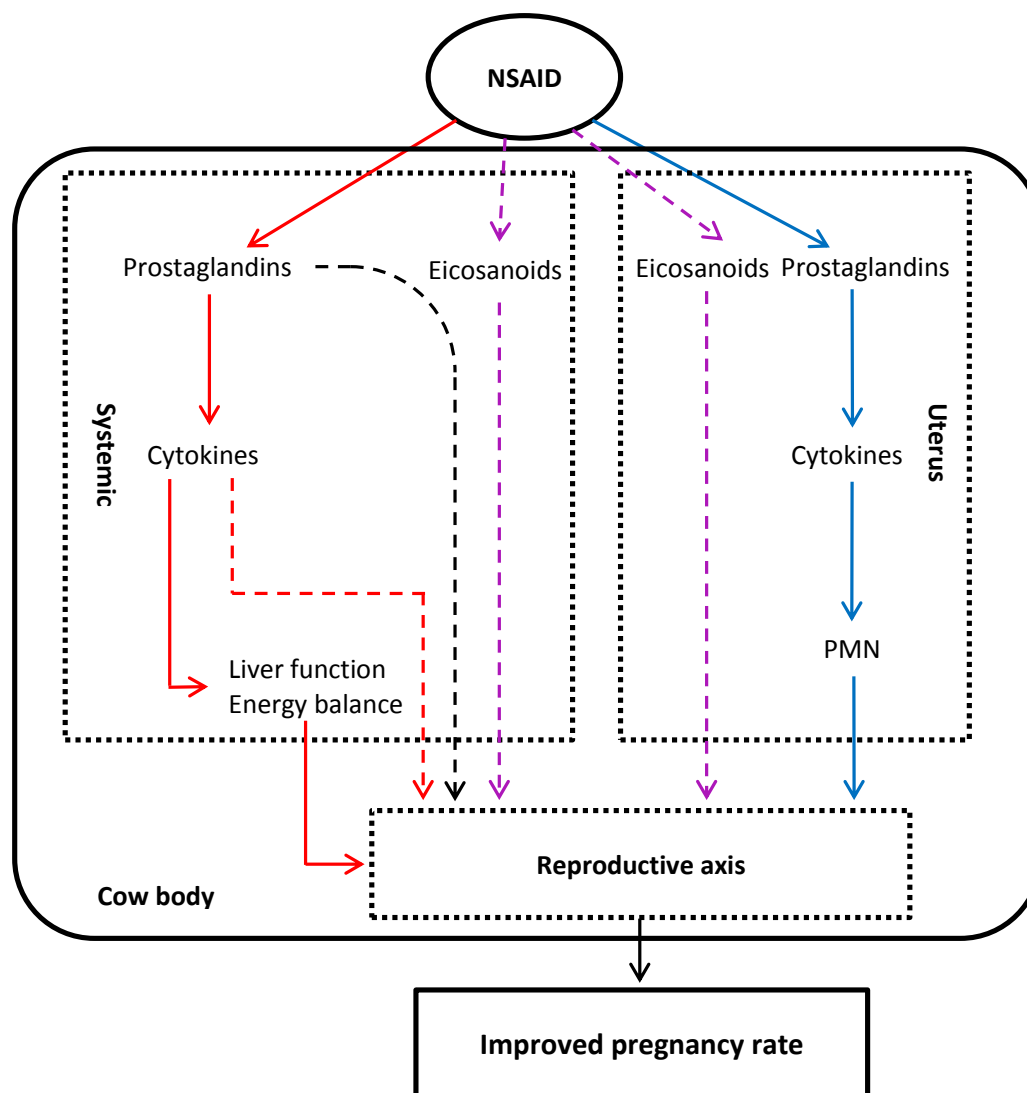 NSAID
Prostaglandins
Eicosanoids
Eicosanoids
Prostaglandins
Systemic
Uterus
Cytokines
Cytokines
PMN
Liver function
Energy balance
Reproductive axis
Cow body
Improved pregnancy rate